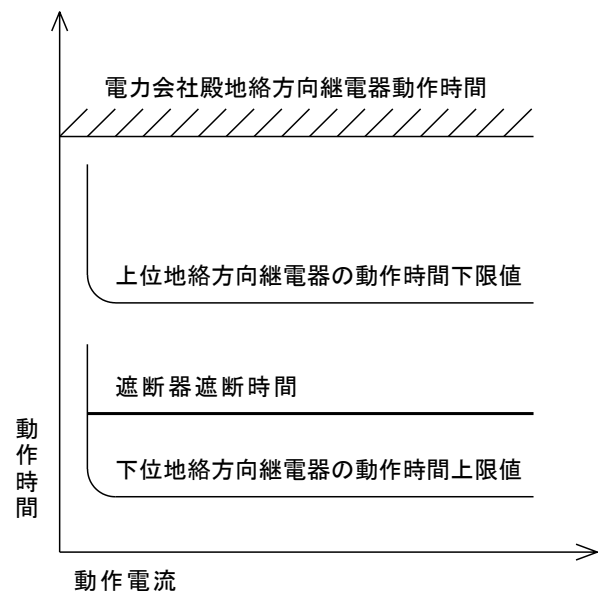 電力会社殿地絡方向継電器動作時間
上位地絡方向継電器の動作時間下限値
遮断器遮断時間
下位地絡方向継電器の動作時間上限値
動作時間
動作電流